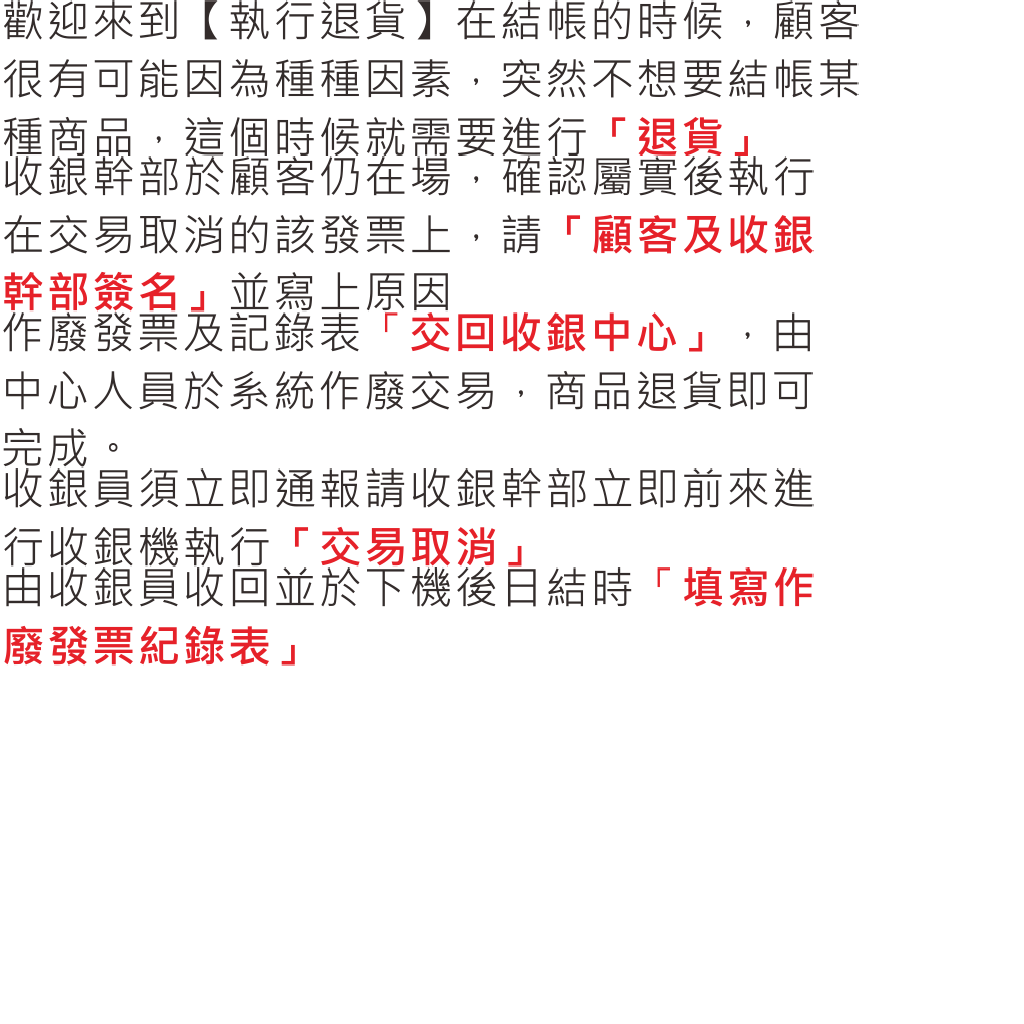 歡迎來到【執行退貨】在結帳的時候，顧客
很有可能因為種種因素，突然不想要結帳某
種商品，這個時候就需要進行「退貨」
收銀幹部於顧客仍在場，確認屬實後執行
在交易取消的該發票上，請「顧客及收銀
幹部簽名」並寫上原因
作廢發票及記錄表「交回收銀中心」，由
中心人員於系統作廢交易，商品退貨即可
完成。
收銀員須立即通報請收銀幹部立即前來進
行收銀機執行「交易取消」
由收銀員收回並於下機後日結時「填寫作
廢發票紀錄表」